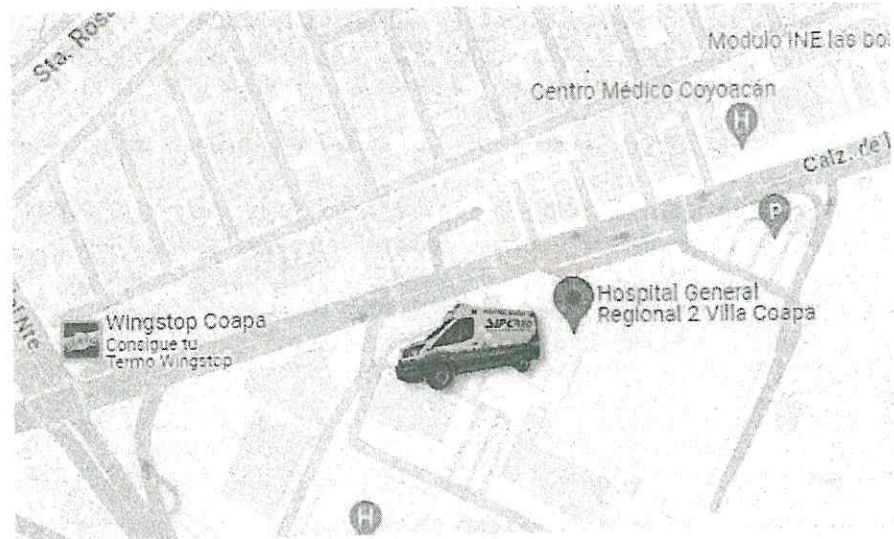 Sta. Rosa
Modulo INE las bo
Centro Médico Coyoacán
H
Calz. de
P
Hospital General
Regional 2 Villa Coapa
Wingstop Coapa
Consigue tu
Termo Wingstop
Nte
H